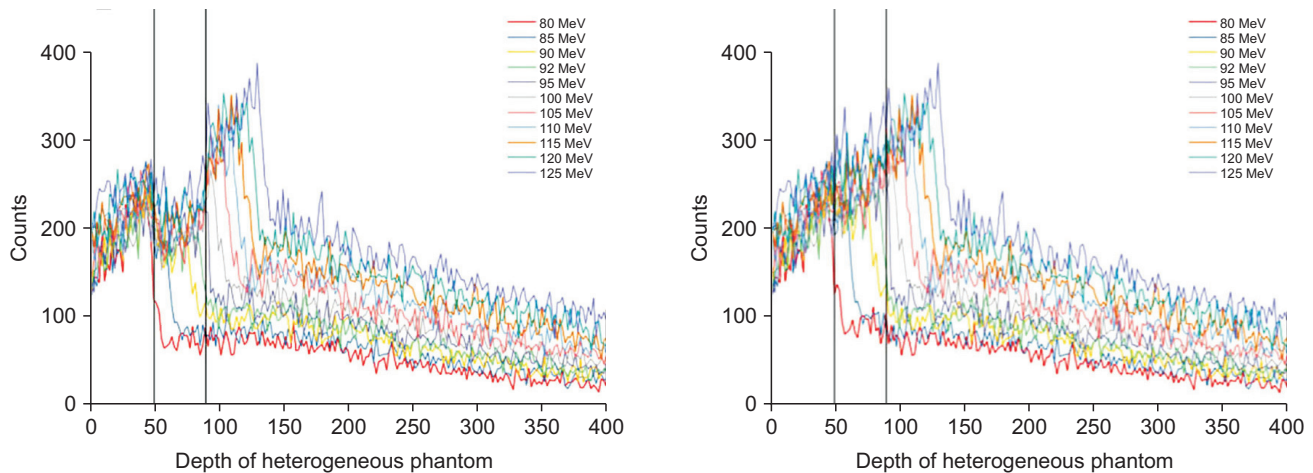 400
300
200
100
0
Counts
0 50 100 150 200 250 300 350 400
Depth of heterogeneous phantom
80 MeV
85 MeV
90 MeV
92 MeV
95 MeV
100 MeV
105 MeV
110 MeV
115 MeV
120 MeV
125 MeV
400
300
200
100
0
Counts
0 50 100 150 200 250 300 350 400
Depth of heterogeneous phantom
80 MeV
85 MeV
90 MeV
92 MeV
95 MeV
100 MeV
105 MeV
110 MeV
115 MeV
120 MeV
125 MeV